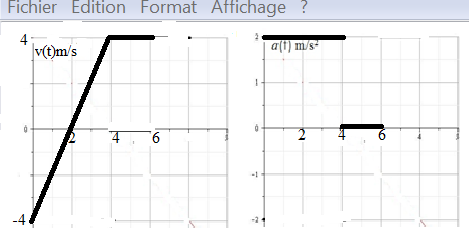 Fichier Edition Format Affichage ?
4 v(t)m/s
0 2 4 6
-4
2 a(t) m/s²
1
0 2 4 6
-1
-2